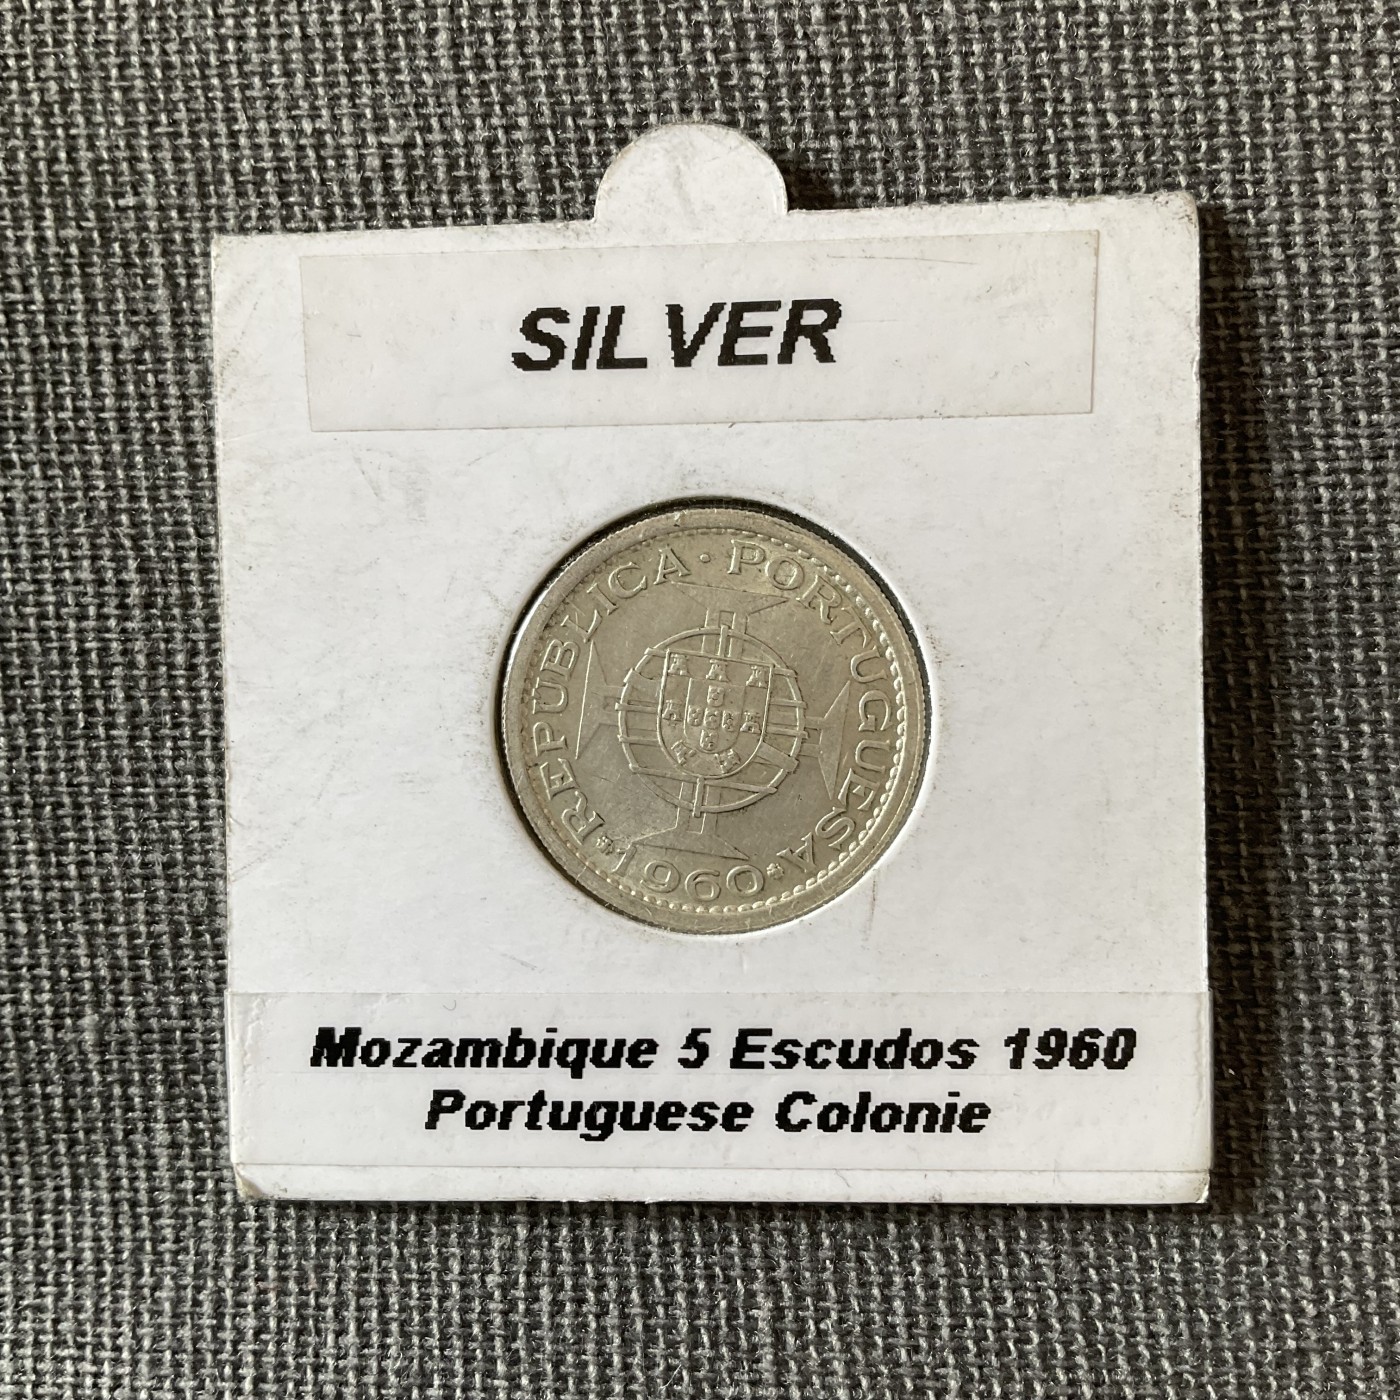 SILVER
REPUBLICA · PORTUGUESA
1960
Mozambique 5 Escudos 1960
Portuguese Colonie